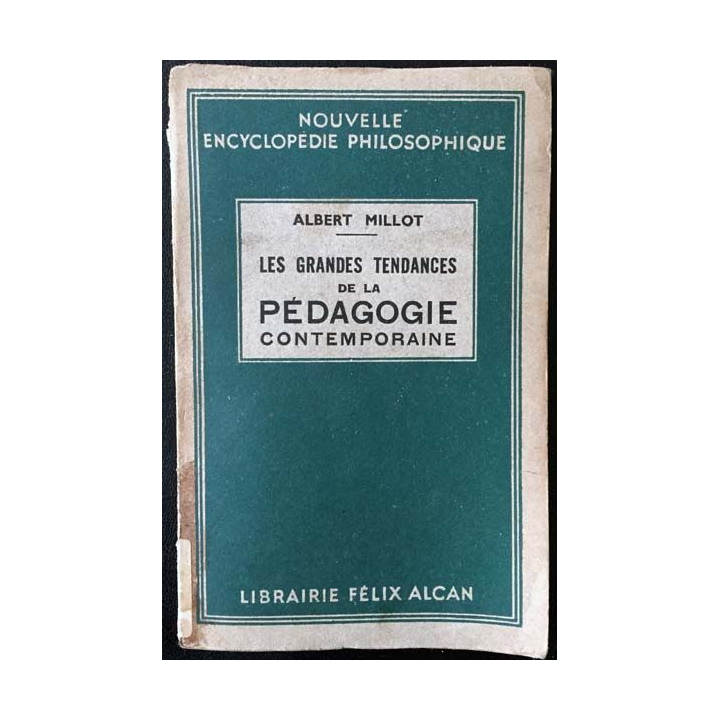 NOUVELLE
ENCYCLOPÉDIE PHILOSOPHIQUE
ALBERT MILLOT
LES GRANDES TENDANCES
DE LA
PÉDAGOGIE
CONTEMPORAINE
LIBRAIRIE FÉLIX ALCAN